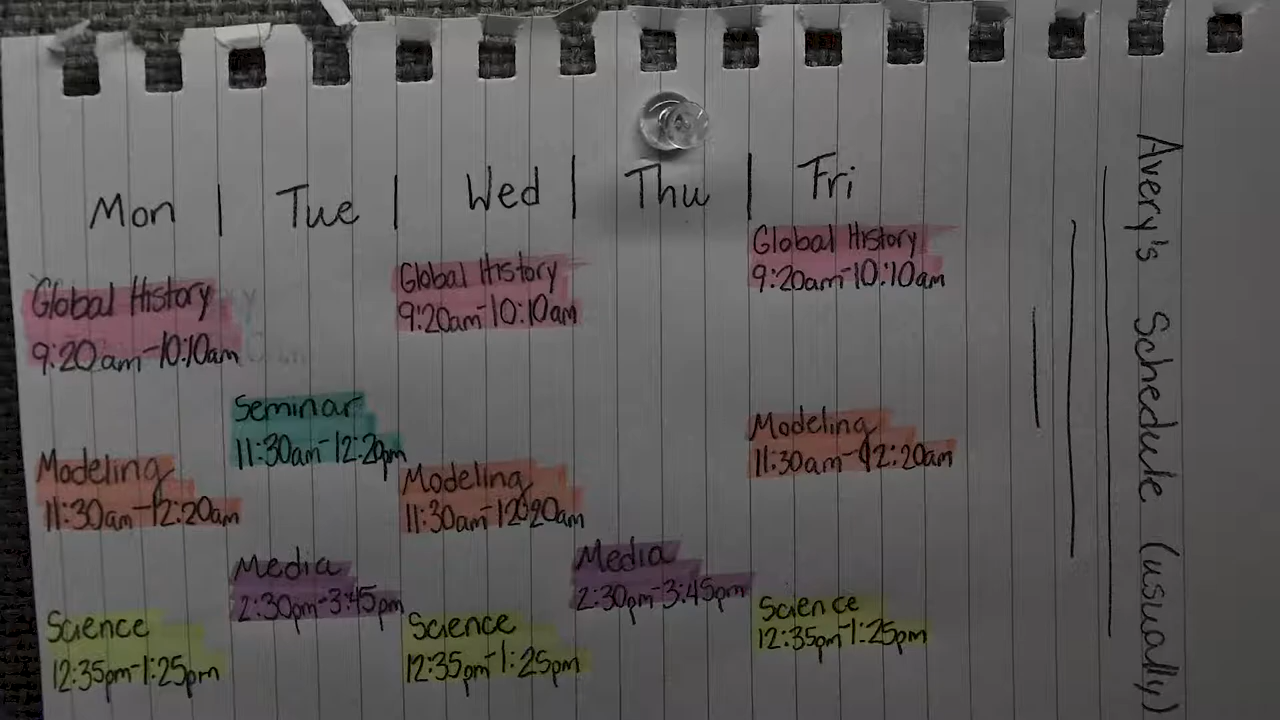 Avery's Schedule (usually)
Mon | Tue | Wed | Thu | Fri
Global History
9:20am-10:10am
Modeling
11:30am-12:20am
Science
12:35pm-1:25pm
Seminar
11:30am-12:20pm
Media
2:30pm-3:45pm
Global History
9:20am-10:10am
Modeling
11:30am-12:20am
Science
12:35pm-1:25pm
Media
2:30pm-3:45pm
Global History
9:20am-10:10am
Modeling
11:30am-12:20am
Science
12:35pm-1:25pm